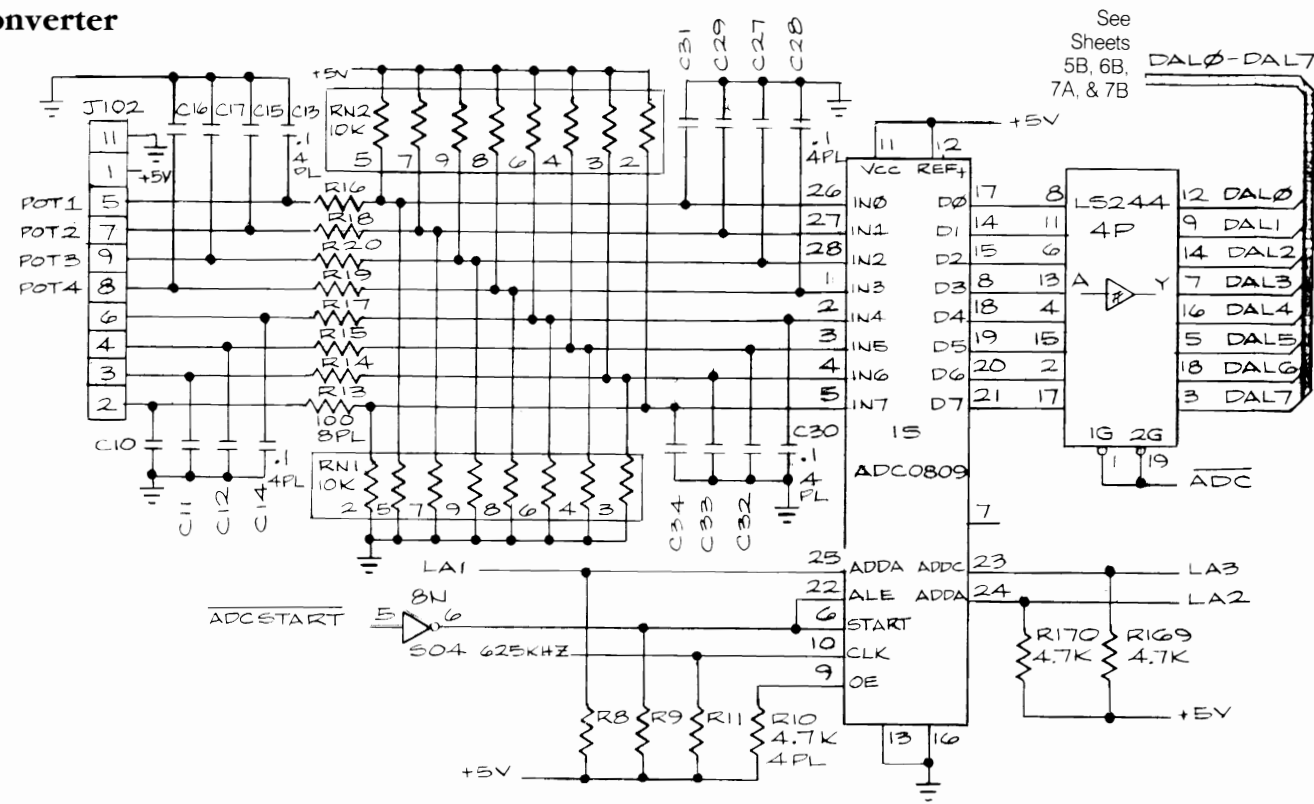 onverter
See
Sheets
5B, 6B,
7A, & 7B
DALØ-DAL7
J102
11
1
+5V
POT1 5
POT2 7
POT3 9
POT4 8
6
4
3
2
C16 C17 C15 C13
.1
4
PL
+5V
RN2
10K
5 7 9 8 6 4 3 2
C31 C29 C27 C28
.1
4PL
R16
R18
R20
R19
R17
R15
R14
R13
100
8PL
C10
C11 C12 C14
.1
4PL
RN1
10K
2 5 7 9 8 6 4 3
C34 C33 C32 C30
.1
4
PL
+5V
11 12
VCC REF+
26 INØ DØ 17
27 IN1 D1 14
28 IN2 D2 15
1 IN3 D3 8
2 IN4 D4 18
3 IN5 D5 19
4 IN6 D6 20
5 IN7 D7 21
15
ADC0809
7
8 LS244 12 DALØ
11 4P 9 DAL1
6 14 DAL2
13 A Y 7 DAL3
4 16 DAL4
15 5 DAL5
2 18 DAL6
17 3 DAL7
1G 2G
1 19
ADC
LA1 25 ADDA ADDC 23 LA3
22 ALE ADDA 24 LA2
8N
ADCSTART 5 6
6 START
S04 625KHZ 10 CLK
9 OE
R8 R9 R11 R10
4.7K
4PL
+5V
13 16
R170
4.7K
R169
4.7K
+5V